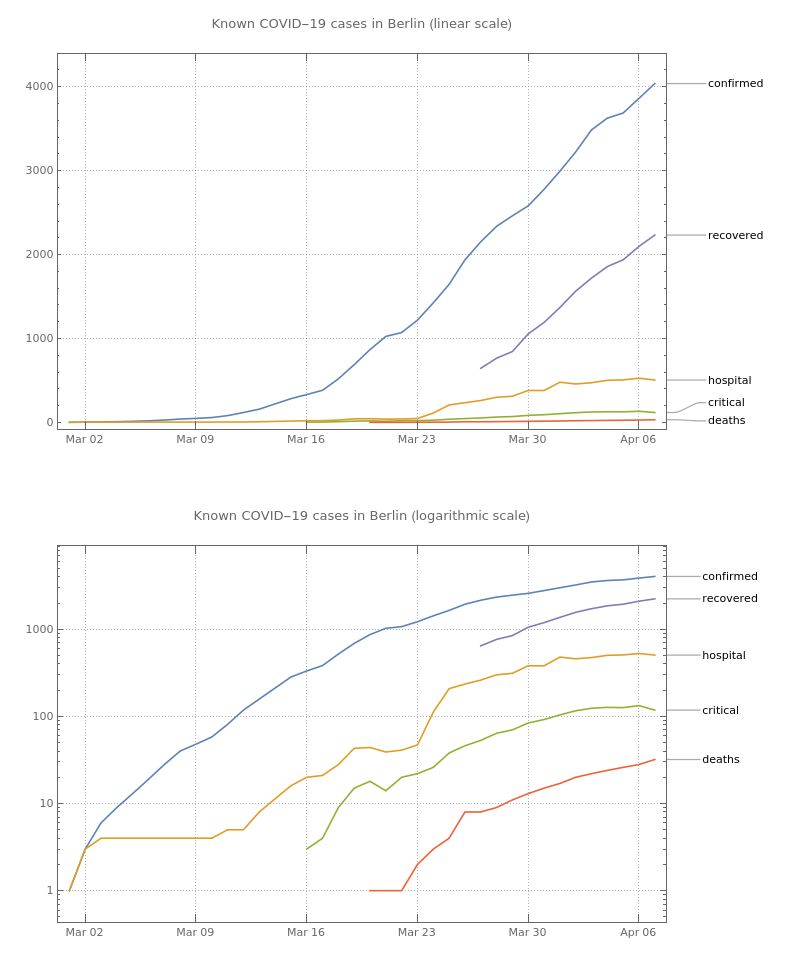 Known COVID–19 cases in Berlin (linear scale)
4000
3000
2000
1000
0
confirmed
recovered
hospital
critical
deaths
Mar 02 Mar 09 Mar 16 Mar 23 Mar 30 Apr 06
Known COVID–19 cases in Berlin (logarithmic scale)
1000
100
10
1
confirmed
recovered
hospital
critical
deaths
Mar 02 Mar 09 Mar 16 Mar 23 Mar 30 Apr 06